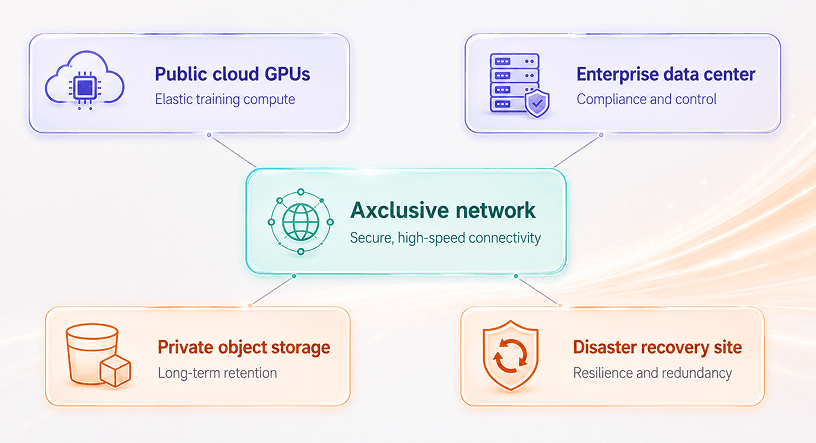 Public cloud GPUs
Elastic training compute
Enterprise data center
Compliance and control
Axclusive network
Secure, high-speed connectivity
Private object storage
Long-term retention
Disaster recovery site
Resilience and redundancy